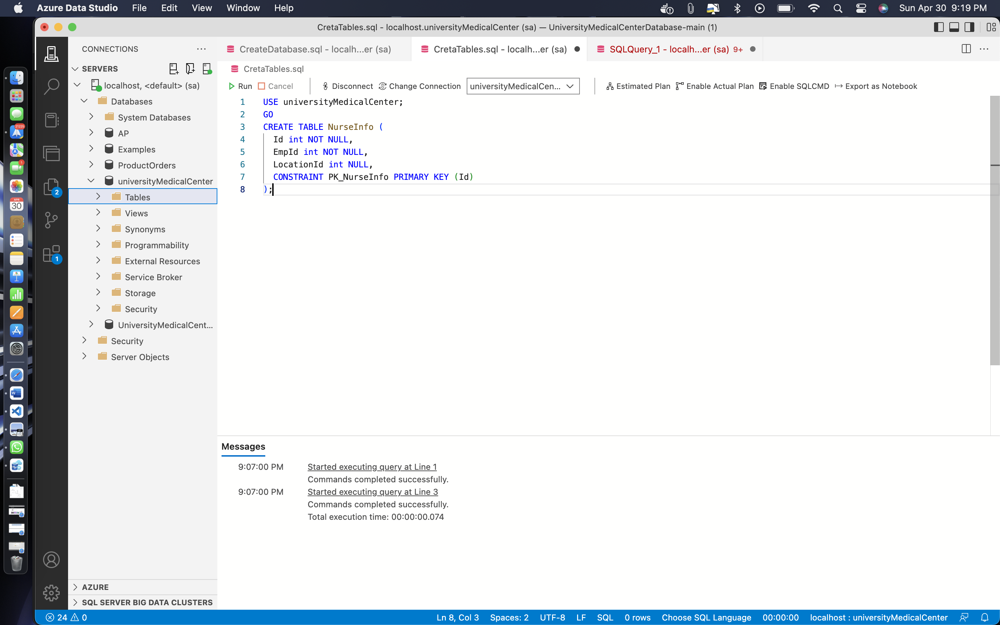 Azure Data Studio File Edit View Window Help Sun Apr 30 9:19 PM
CretaTables.sql - localhost.universityMedicalCenter (sa) — UniversityMedicalCenterDatabase-main (1)
CONNECTIONS
CreateDatabase.sql - localh...er (sa)
CretaTables.sql - localh...er (sa)
SQLQuery_1 - localh...er (sa) 9+
SERVERS
localhost, <default> (sa)
Databases
System Databases
AP
Examples
ProductOrders
universityMedicalCenter
Tables
Views
Synonyms
Programmability
External Resources
Service Broker
Storage
Security
UniversityMedicalCent...
Security
Server Objects
AZURE
SQL SERVER BIG DATA CLUSTERS
CretaTables.sql
Run Cancel Disconnect Change Connection universityMedicalCen... Estimated Plan Enable Actual Plan Enable SQLCMD Export as Notebook
1 USE universityMedicalCenter;
2 GO
3 CREATE TABLE NurseInfo (
4 Id int NOT NULL,
5 EmpId int NOT NULL,
6 LocationId int NULL,
7 CONSTRAINT PK_NurseInfo PRIMARY KEY (Id)
8 );
Messages
9:07:00 PM Started executing query at Line 1
Commands completed successfully.
9:07:00 PM Started executing query at Line 3
Commands completed successfully.
Total execution time: 00:00:00.074
21225
1
APR
30
2
1
24 0 Ln 8, Col 3 Spaces: 2 UTF-8 LF SQL 0 rows Choose SQL Language 00:00:00 localhost : universityMedicalCenter